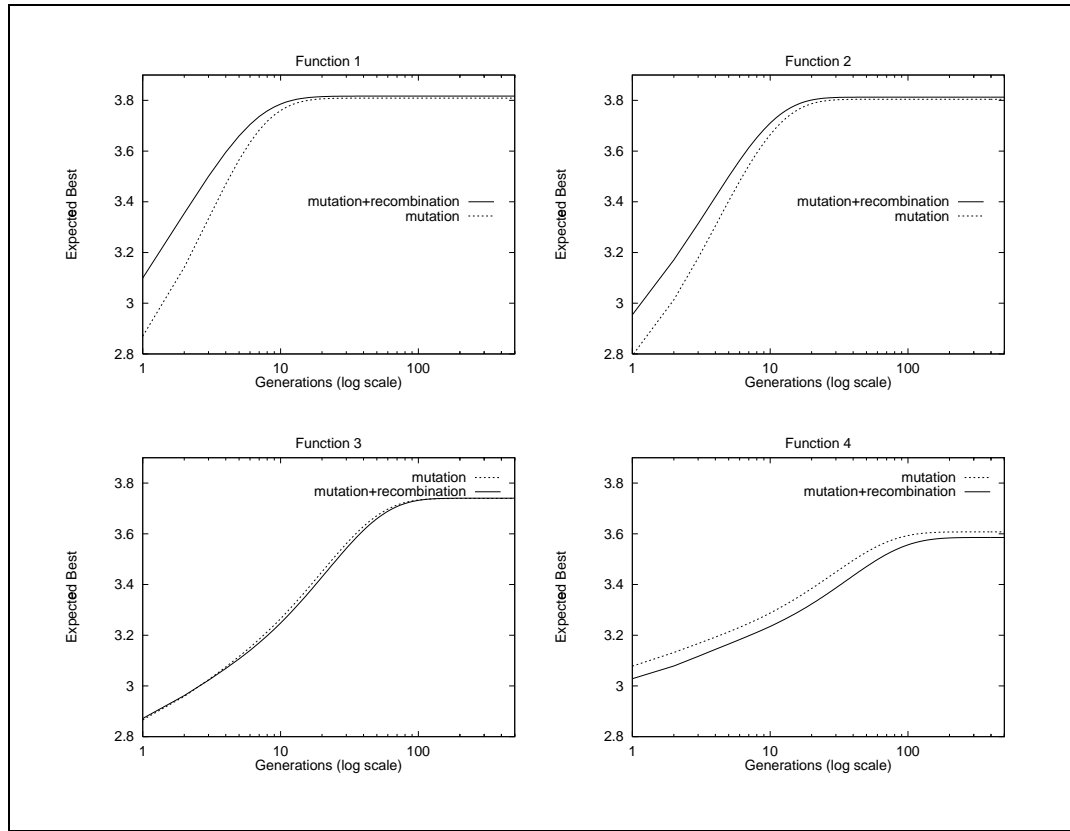 Function 1
3.8
3.6
3.4
3.2
3
2.8
Expected Best
mutation+recombination
mutation
1
10
100
Generations (log scale)
Function 2
3.8
3.6
3.4
3.2
3
2.8
Expected Best
mutation+recombination
mutation
1
10
100
Generations (log scale)
Function 3
3.8
3.6
3.4
3.2
3
2.8
Expected Best
mutation
mutation+recombination
1
10
100
Generations (log scale)
Function 4
3.8
3.6
3.4
3.2
3
2.8
Expected Best
mutation
mutation+recombination
1
10
100
Generations (log scale)